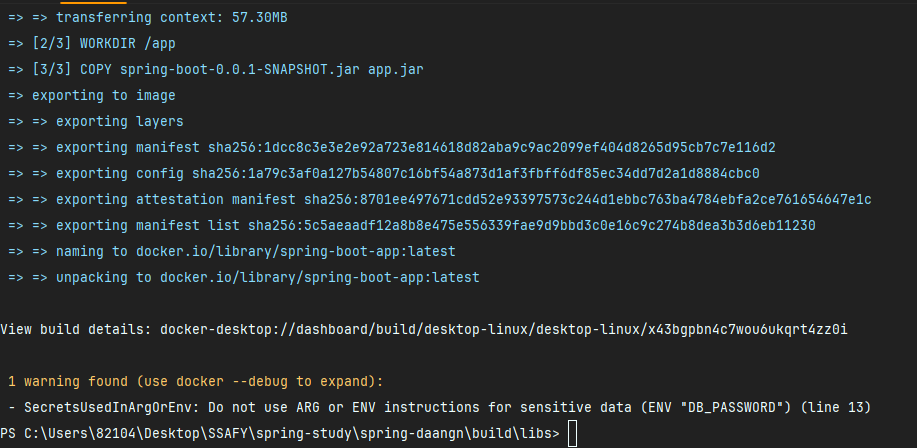 => => transferring context: 57.30MB
=> [2/3] WORKDIR /app
=> [3/3] COPY spring-boot-0.0.1-SNAPSHOT.jar app.jar
=> exporting to image
=> => exporting layers
=> => exporting manifest sha256:1dcc8c3e3e2e92a723e814618d82aba9c9ac2099ef404d8265d95cb7c7e116d2
=> => exporting config sha256:1a79c3af0a127b54807c16bf54a873d1af3fbff6df85ec34dd7d2a1d8884cbc0
=> => exporting attestation manifest sha256:8701ee497671cdd52e93397573c244d1ebbc763ba4784ebfa2ce761654647e1c
=> => exporting manifest list sha256:5c5aeaadf12a8b8e475e556339fae9d9bbd3c0e16c9c274b8dea3b3d6eb11230
=> => naming to docker.io/library/spring-boot-app:latest
=> => unpacking to docker.io/library/spring-boot-app:latest
View build details: docker-desktop://dashboard/build/desktop-linux/desktop-linux/x43bgpbn4c7wou6ukqrt4zz0i
1 warning found (use docker --debug to expand):
- SecretsUsedInArgOrEnv: Do not use ARG or ENV instructions for sensitive data (ENV "DB_PASSWORD") (line 13)
PS C:\Users\82104\Desktop\SSAFY\spring-study\spring-daangn\build\libs>